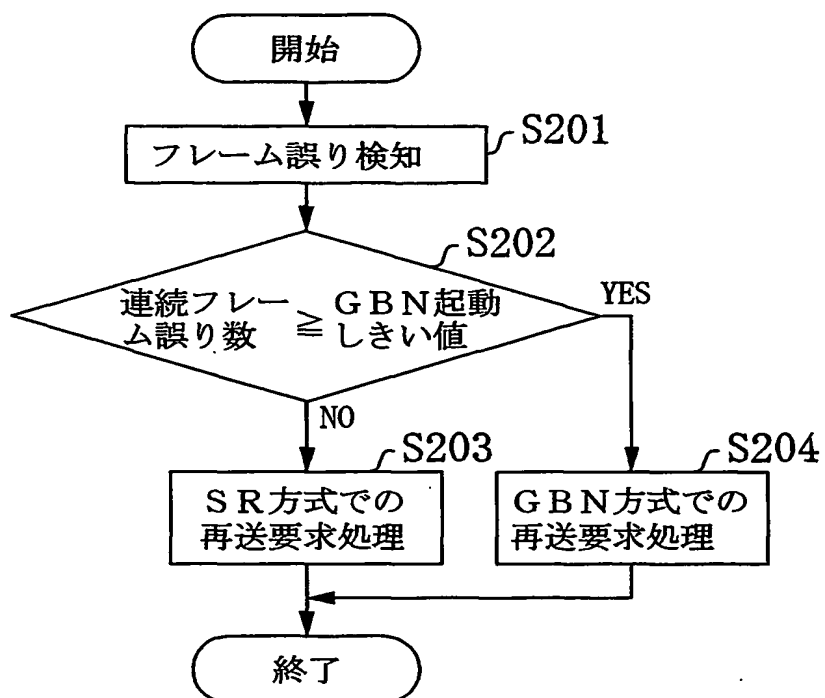 開始
フレーム誤り検知
S201
S202
連続フレー
ム誤り数
≧
ＧＢＮ起動
しきい値
YES
NO
S203
ＳＲ方式での
再送要求処理
S204
ＧＢＮ方式での
再送要求処理
終了